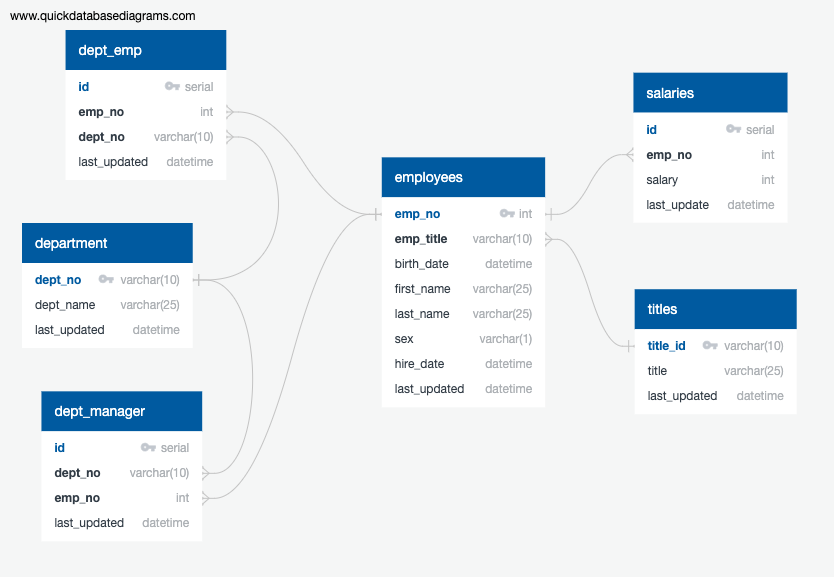 www.quickdatabasediagrams.com
dept_emp
id serial
emp_no int
dept_no varchar(10)
last_updated datetime
department
dept_no varchar(10)
dept_name varchar(25)
last_updated datetime
dept_manager
id serial
dept_no varchar(10)
emp_no int
last_updated datetime
employees
emp_no int
emp_title varchar(10)
birth_date datetime
first_name varchar(25)
last_name varchar(25)
sex varchar(1)
hire_date datetime
last_updated datetime
salaries
id serial
emp_no int
salary int
last_update datetime
titles
title_id varchar(10)
title varchar(25)
last_updated datetime